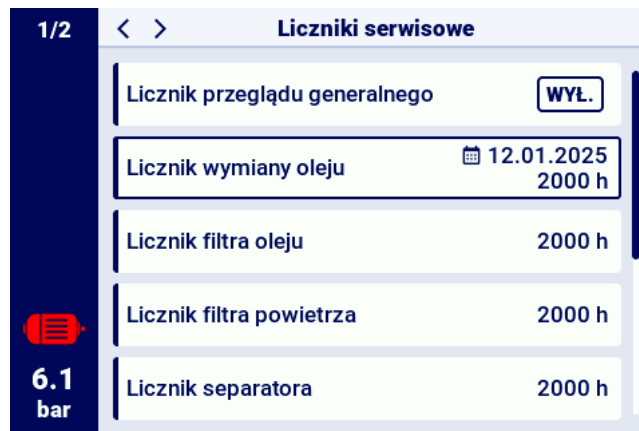 1/2
Liczniki serwisowe
Licznik przeglądu generalnego WYŁ.
Licznik wymiany oleju 12.01.2025
2000 h
Licznik filtra oleju 2000 h
Licznik filtra powietrza 2000 h
Licznik separatora 2000 h
6.1
bar